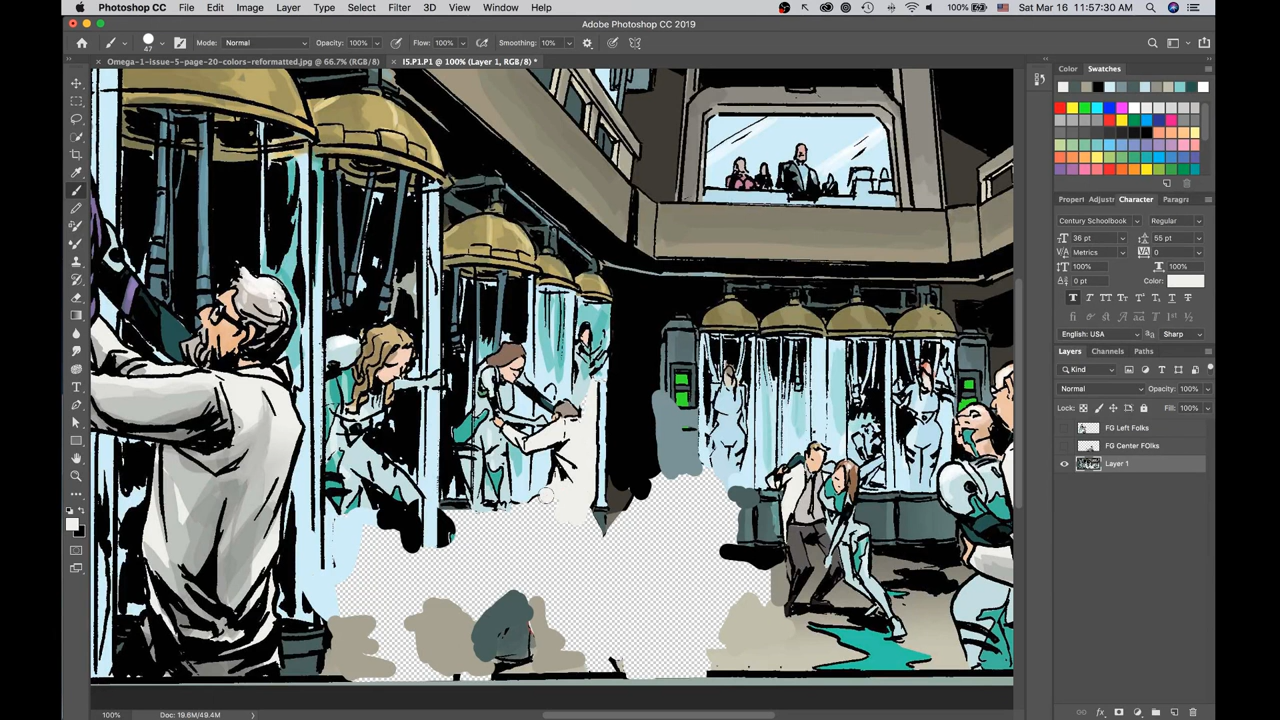 Photoshop CC File Edit Image Layer Type Select Filter 3D View Window Help 100% Sat Mar 16 11:57:30 AM
Adobe Photoshop CC 2019
47 Mode: Normal Opacity: 100% Flow: 100% Smoothing: 10%
× Omega-1-issue-5-page-20-colors-reformatted.jpg @ 66.7% (RGB/8) × I5.P1.P1 @ 100% (Layer 1, RGB/8) *
Color Swatches
Proper Adjustr Character Paragra
Century Schoolbook Regular
36 pt 55 pt
Metrics 0
100% 100%
0 pt Color:
English: USA Sharp
Layers Channels Paths
Kind
Normal Opacity: 100%
Lock: Fill: 100%
FG Left Folks
FG Center FOlks
Layer 1
100% Doc: 19.6M/49.4M